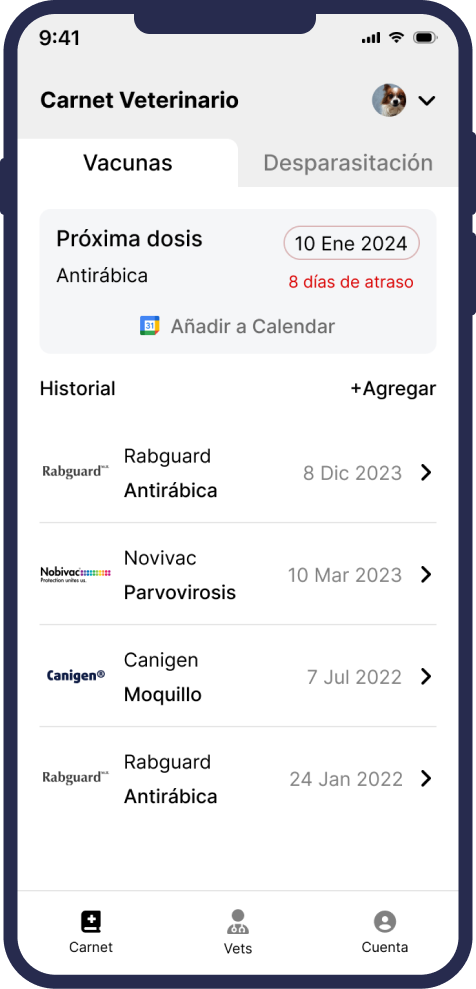 9:41
Carnet Veterinario
Vacunas
Desparasitación
Próxima dosis
10 Ene 2024
Antirábica
8 días de atraso
31
Añadir a Calendar
Historial
+Agregar
Rabguard
Rabguard
8 Dic 2023
Antirábica
Nobivac
Protection unites us.
Novivac
10 Mar 2023
Parvovirosis
Canigen®
Canigen
7 Jul 2022
Moquillo
Rabguard
Rabguard
24 Jan 2022
Antirábica
Carnet
Vets
Cuenta